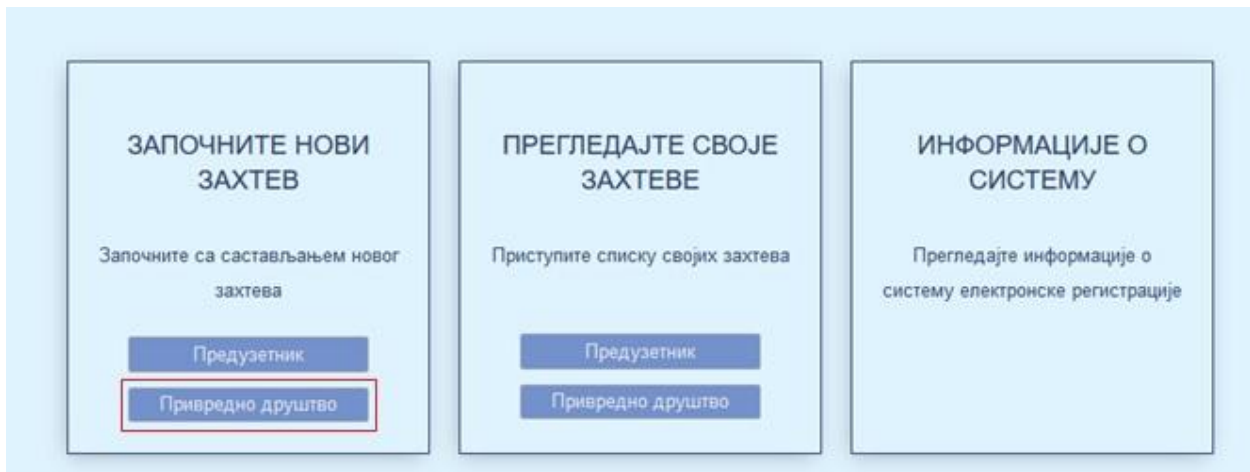 ЗАПОЧНИТЕ НОВИ
ЗАХТЕВ
Започните са састављањем новог
захтева
Предузетник
Привредно друштво
ПРЕГЛЕДАЈТЕ СВОЈЕ
ЗАХТЕВЕ
Приступите списку својих захтева
Предузетник
Привредно друштво
ИНФОРМАЦИЈЕ О
СИСТЕМУ
Прегледајте информације о
систему електронске регистрације